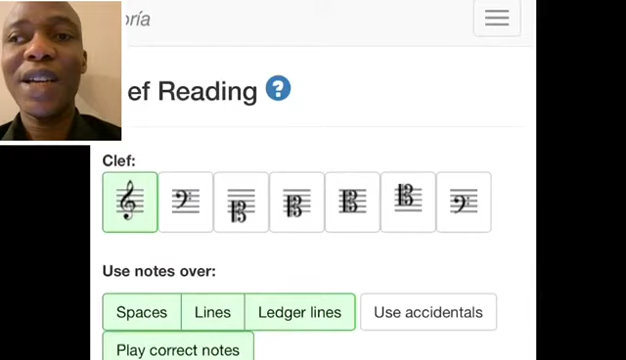 oría
ef Reading ?
Clef:
Use notes over:
Spaces Lines Ledger lines Use accidentals
Play correct notes